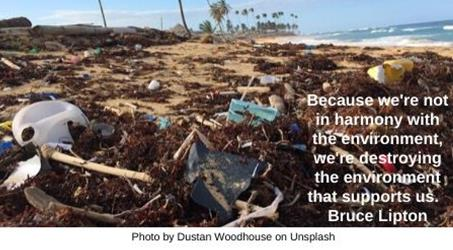 Because we're not
in harmony with
the environment,
we're destroying
the environment
that supports us.
Bruce Lipton
Photo by Dustan Woodhouse on Unsplash